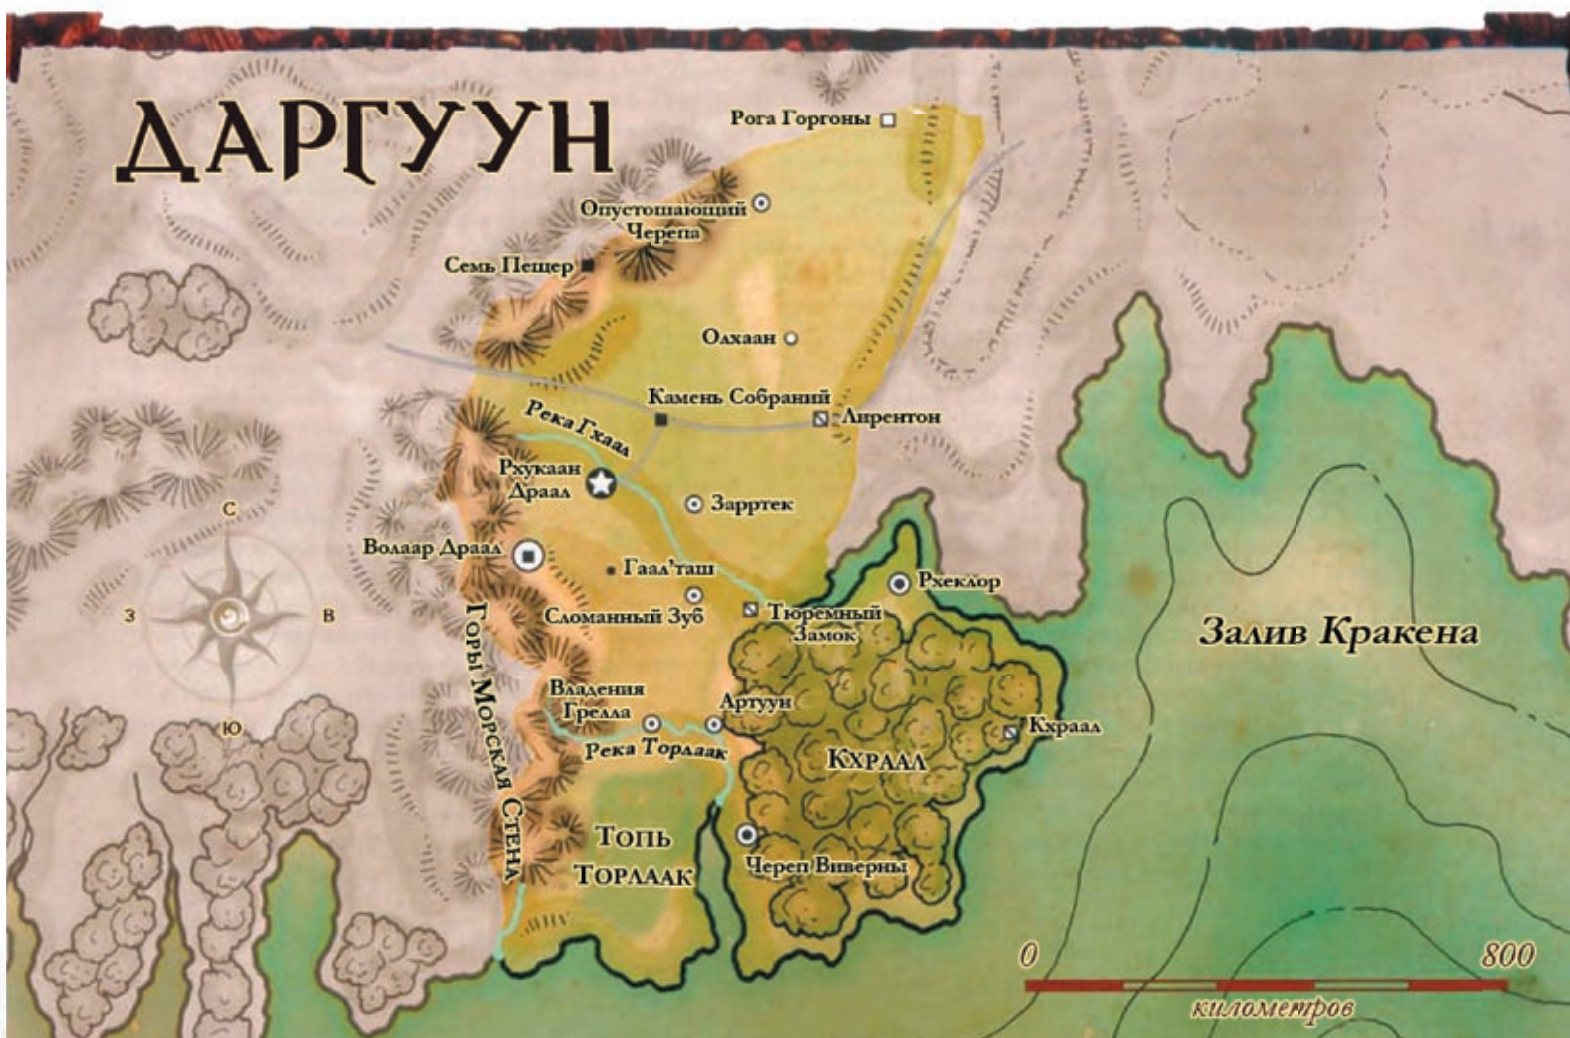 ДАРГУУН
Рога Горгоны
Опустошающий
Черепа
Семь Пещер
Олхаан
Камень Собраний
Лирентон
Река Гхаал
Рхукаан
Драал
Зарртек
С
Волаар Драал
Гаал'таш
Рхеклор
З
В
Сломанный Зуб
Тюремный
Замок
Залив Кракена
Горы Морская Стена
Владения
Грелла
Артуун
Ю
Кхраал
Река Торлаак
Кхраал
Топь
Торлаак
Череп Виверны
0
800
километров